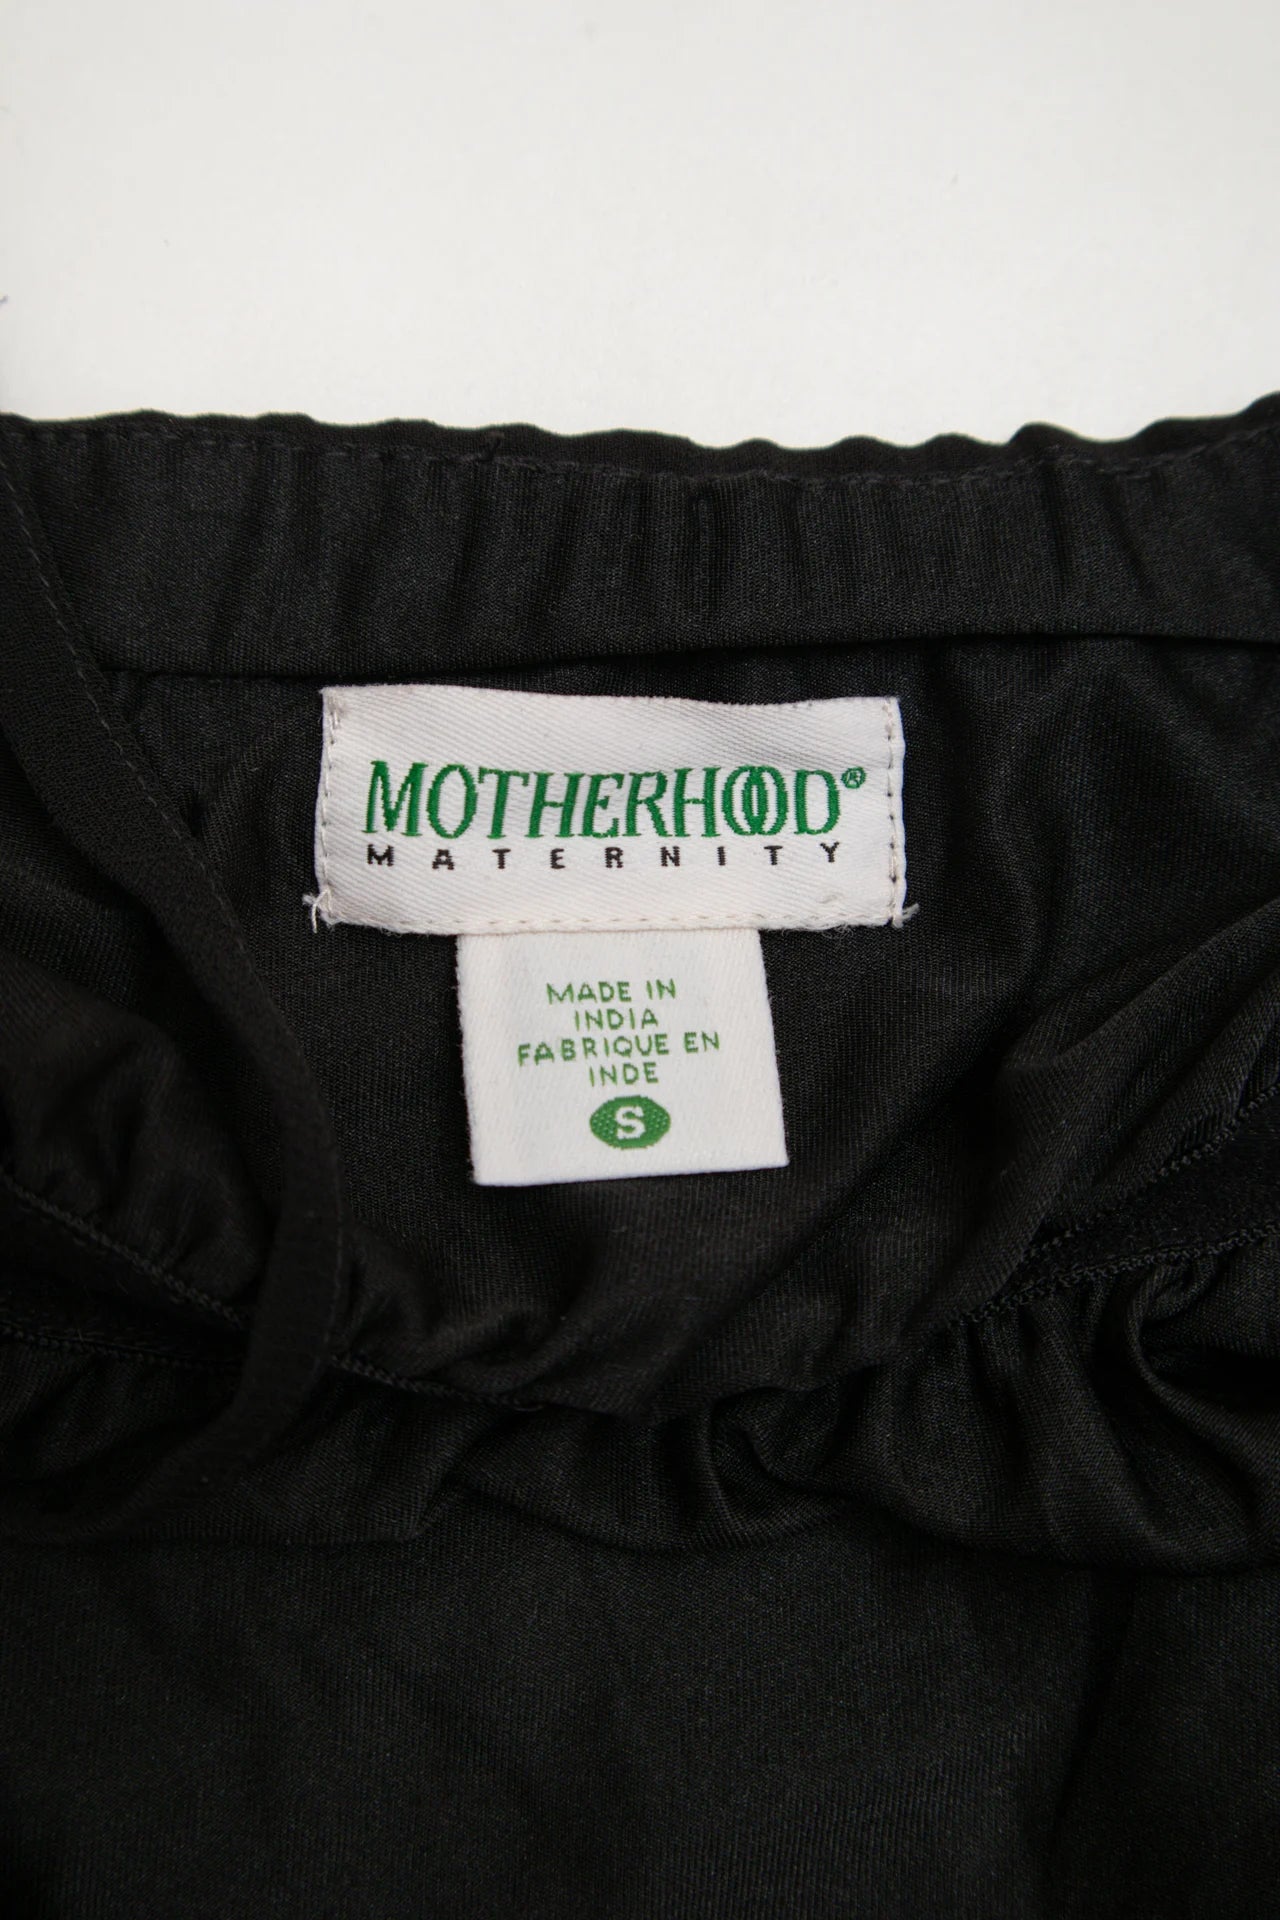 MOTHERHOOD®
MATERNITY
MADE IN
INDIA
FABRIQUE EN
INDE
S